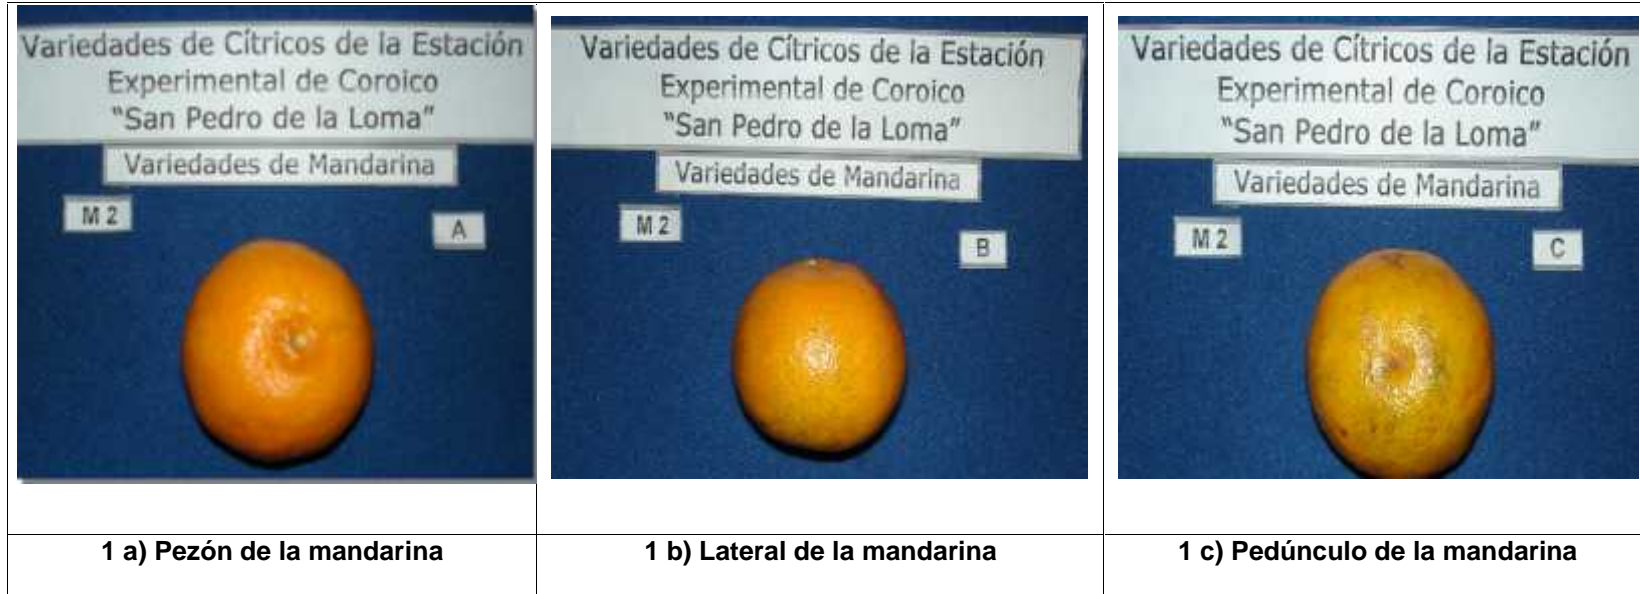 Variedades de Cítricos de la Estación
Experimental de Coroico
"San Pedro de la Loma"
Variedades de Mandarina
M 2
A
Variedades de Cítricos de la Estación
Experimental de Coroico
"San Pedro de la Loma"
Variedades de Mandarina
M 2
B
Variedades de Cítricos de la Estación
Experimental de Coroico
"San Pedro de la Loma"
Variedades de Mandarina
M 2
C
1 a) Pezón de la mandarina
1 b) Lateral de la mandarina
1 c) Pedúnculo de la mandarina